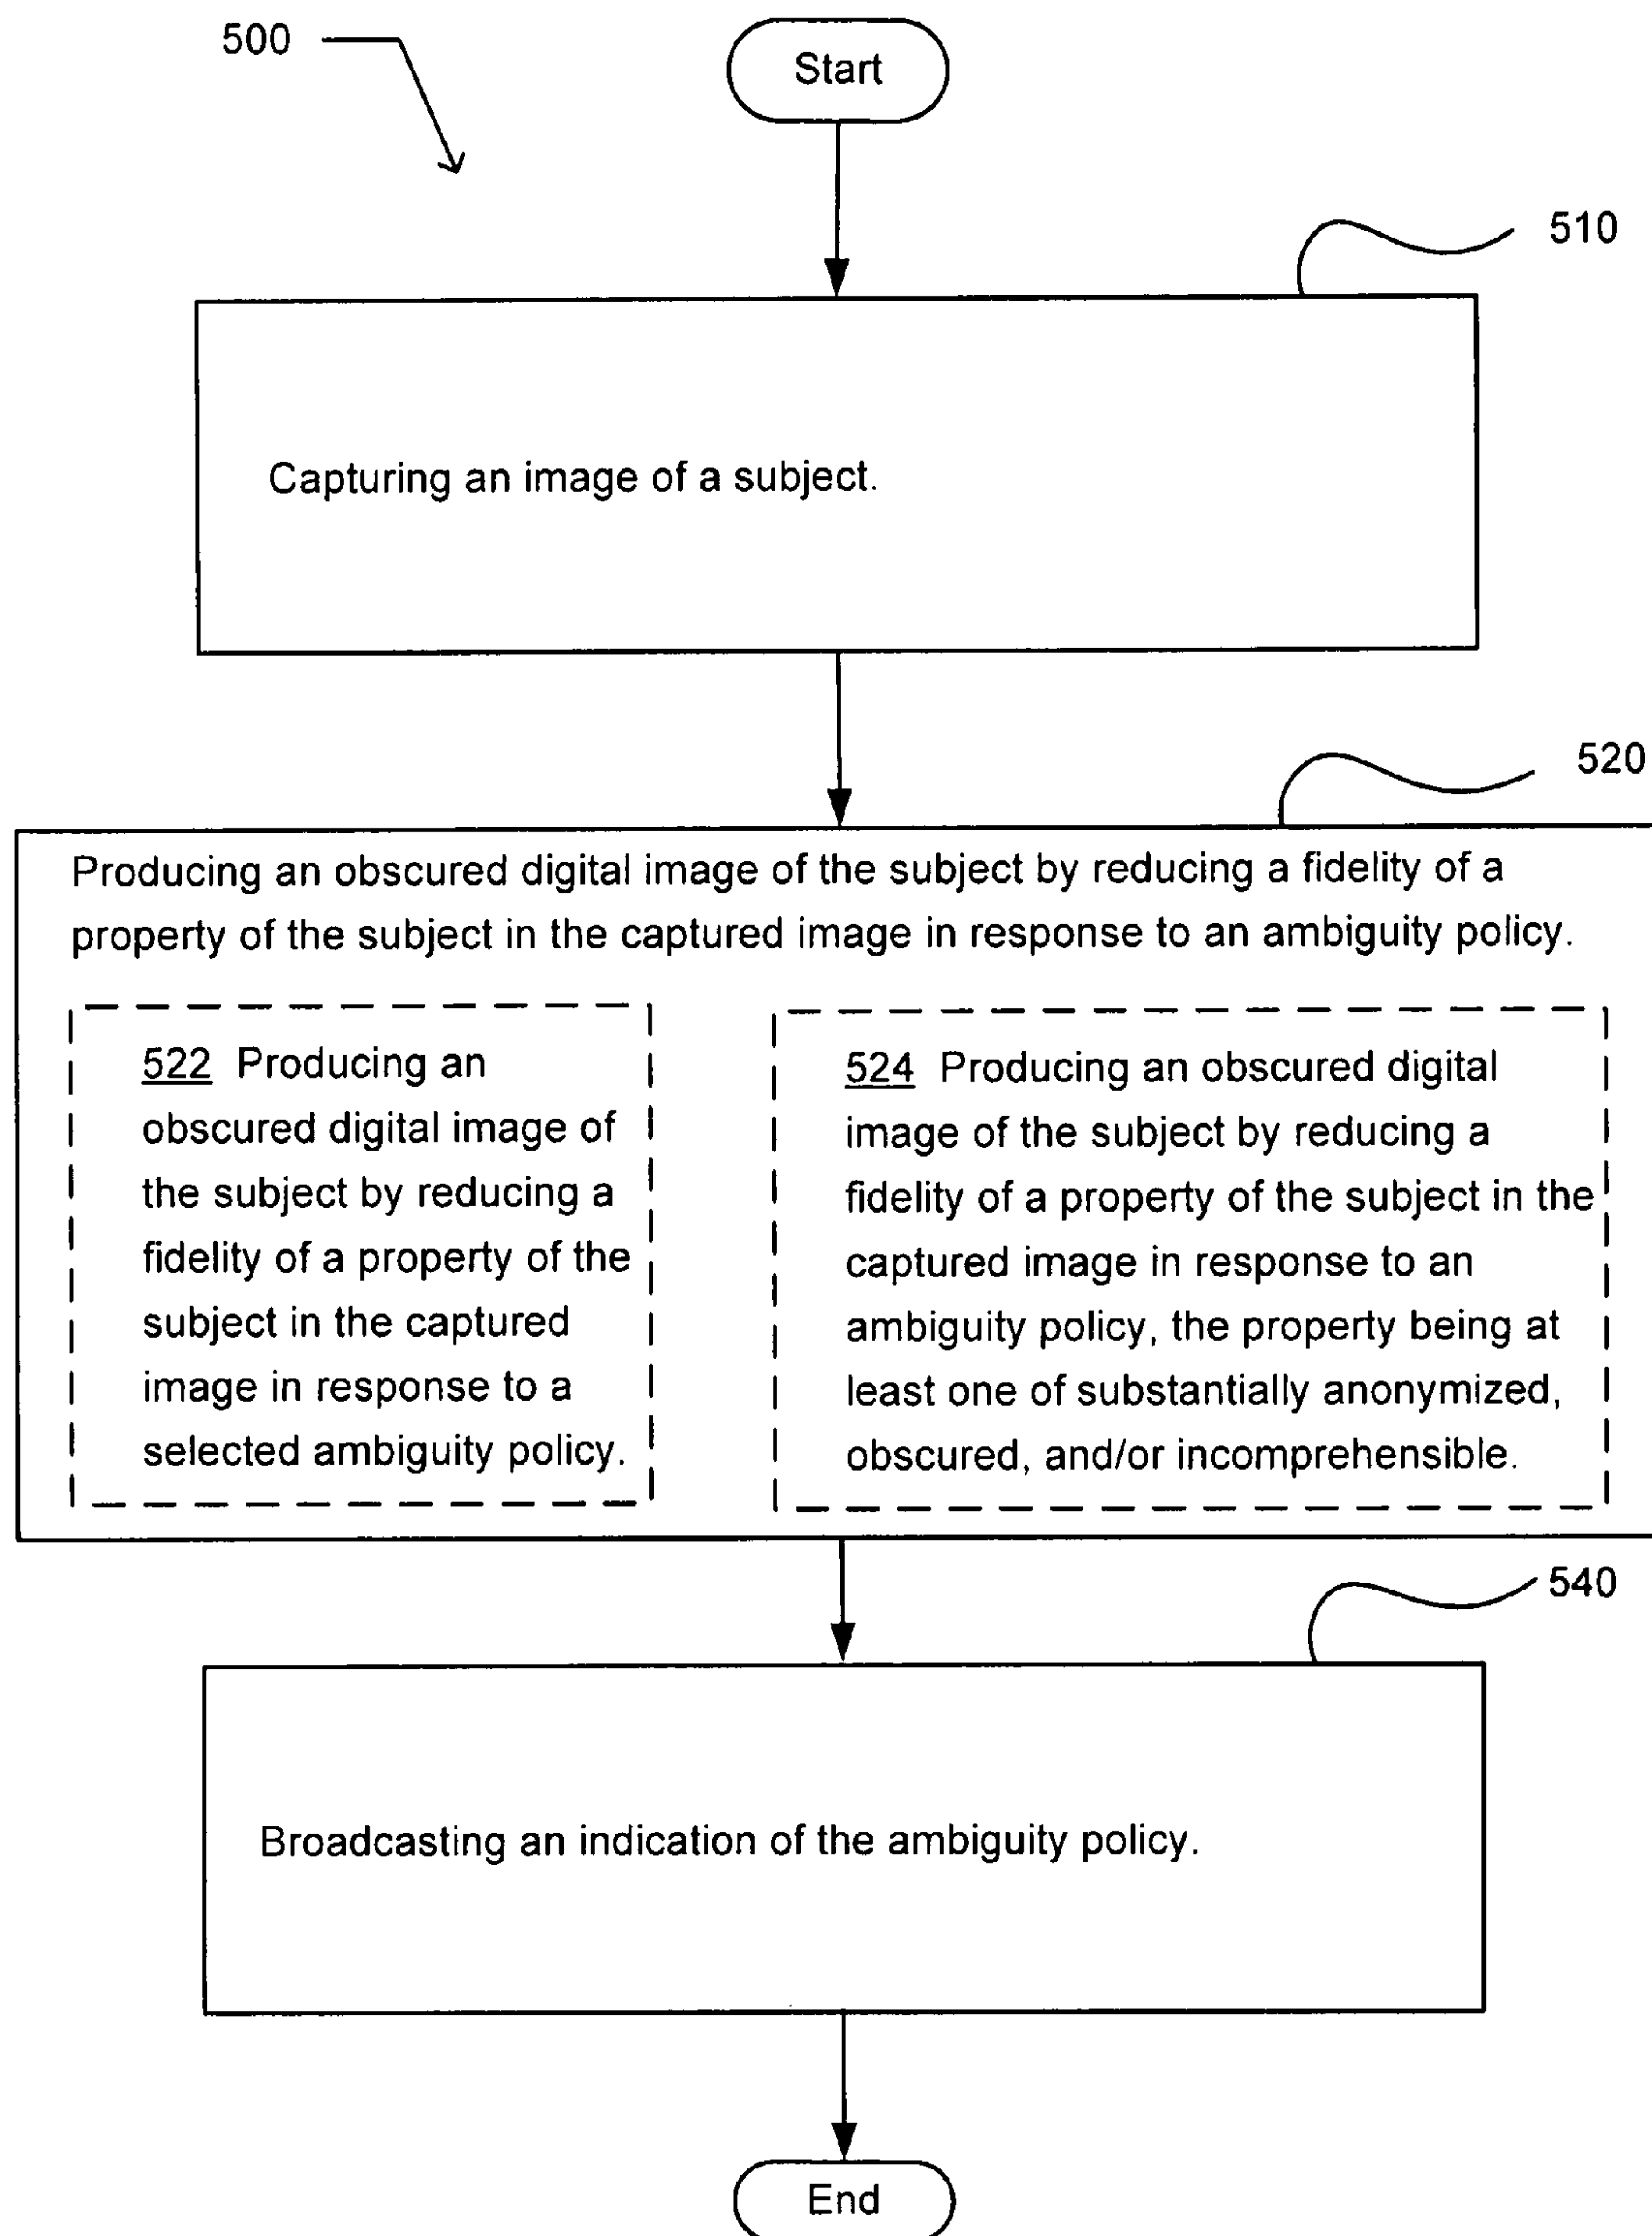 500
Start
510
Capturing an image of a subject.
520
Producing an obscured digital image of the subject by reducing a fidelity of a
property of the subject in the captured image in response to an ambiguity policy.
522 Producing an
obscured digital image of
the subject by reducing a
fidelity of a property of the
subject in the captured
image in response to a
selected ambiguity policy.
524 Producing an obscured digital
image of the subject by reducing a
fidelity of a property of the subject in the
captured image in response to an
ambiguity policy, the property being at
least one of substantially anonymized,
obscured, and/or incomprehensible.
540
Broadcasting an indication of the ambiguity policy.
End